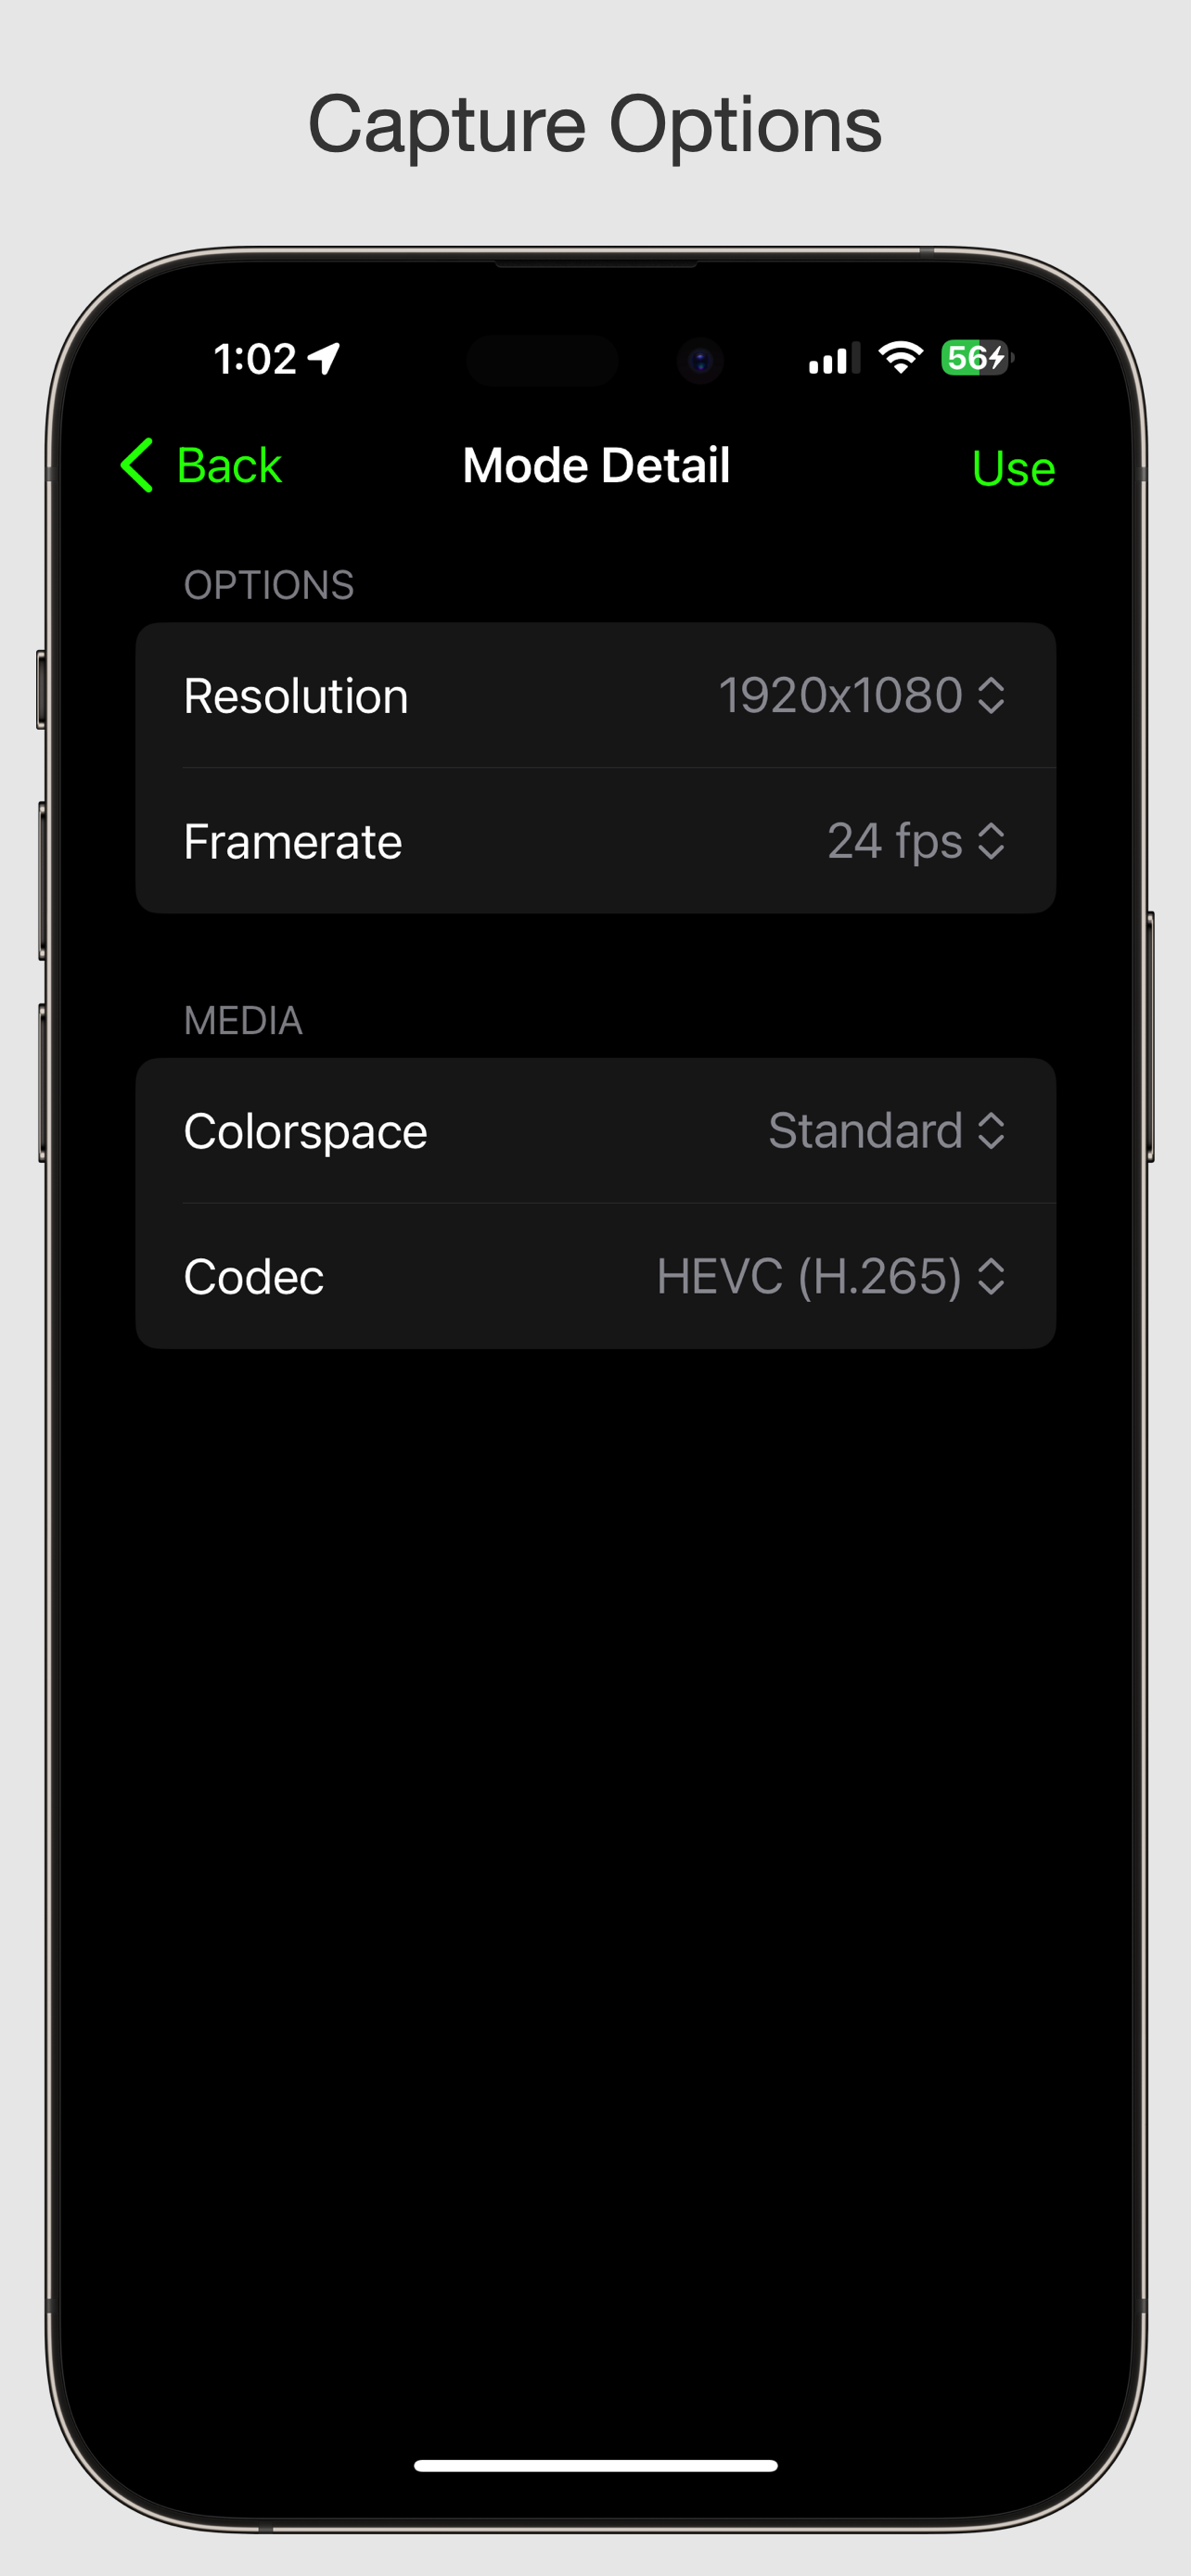 Capture Options
1:02
56
Back
Mode Detail
Use
OPTIONS
Resolution
1920x1080
Framerate
24 fps
MEDIA
Colorspace
Standard
Codec
HEVC (H.265)